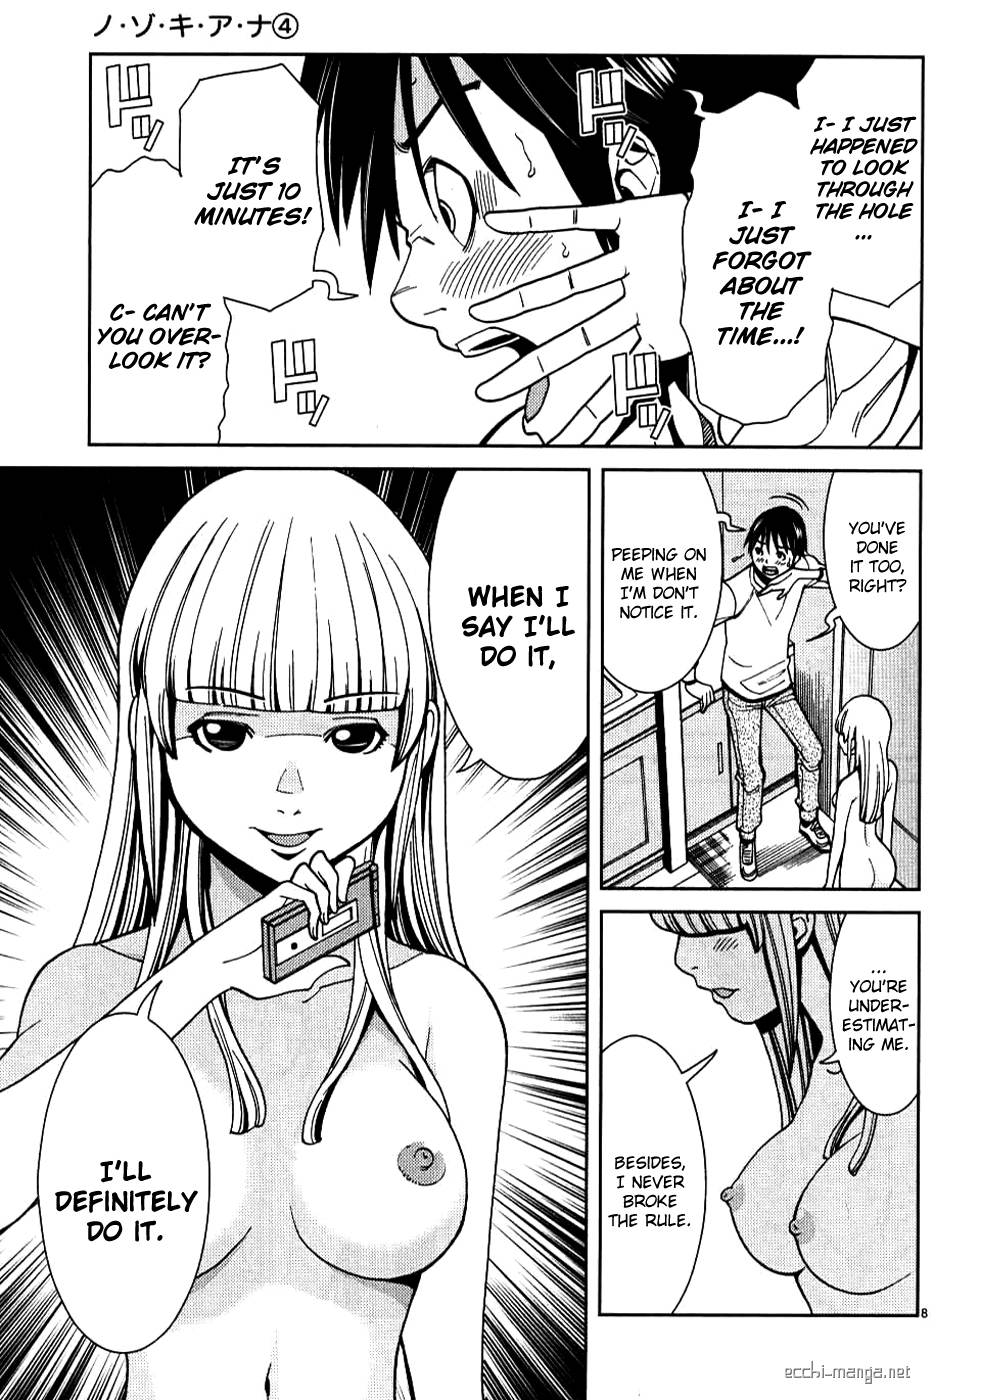 ノ・ゾ・キ・ア・ナ④
I- I JUST
HAPPENED
TO LOOK
THROUGH
THE HOLE
...
I- I
JUST
FORGOT
ABOUT
THE
TIME...!
IT'S
JUST 10
MINUTES!
C- CAN'T
YOU OVER-
LOOK IT?
ドドッ
ドドッ
ドドッ
YOU'VE
DONE
IT TOO,
RIGHT?
PEEPING ON
ME WHEN
I'M DON'T
NOTICE IT.
...
YOU'RE
UNDER-
ESTIMAT-
ING ME.
BESIDES,
I NEVER
BROKE
THE RULE.
WHEN I
SAY I'LL
DO IT,
I'LL
DEFINITELY
DO IT.
8
ecchi-manga.net